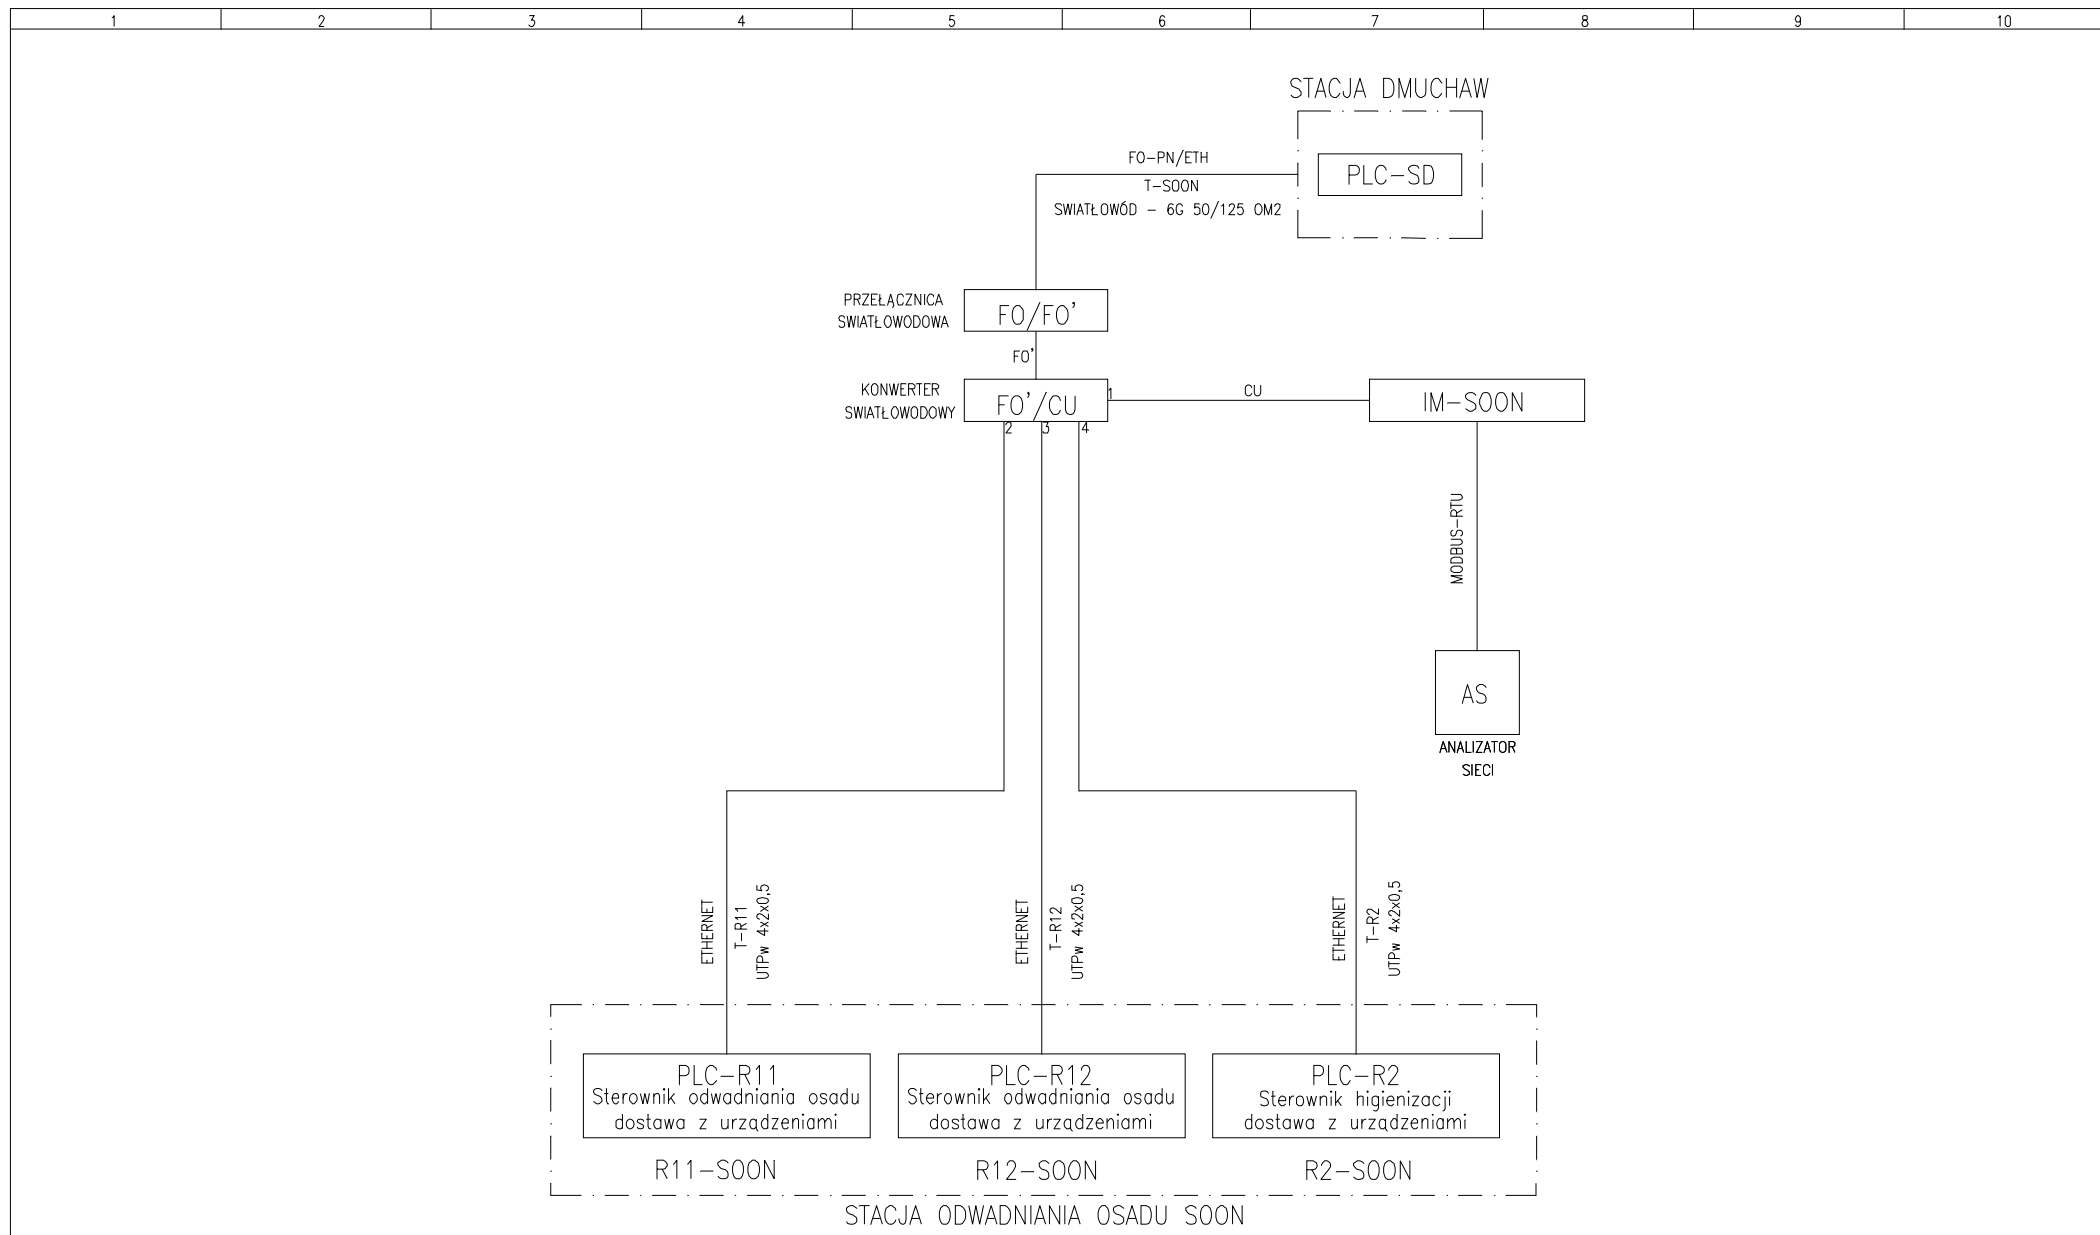 1 2 3 4 5 6 7 8 9 10
STACJA DMUCHAW
PLC-SD
FO-PN/ETH
T-SOON
SWIATŁOWÓD - 6G 50/125 OM2
PRZEŁĄCZNICA
SWIATŁOWODOWA
FO/FO'
FO'
KONWERTER
SWIATŁOWODOWY
FO'/CU
1
2
3
4
CU
IM-SOON
MODBUS-RTU
AS
ANALIZATOR
SIECI
ETHERNET
T-R11
UTPw 4x2x0,5
ETHERNET
T-R12
UTPw 4x2x0,5
ETHERNET
T-R2
UTPw 4x2x0,5
PLC-R11
Sterownik odwadniania osadu
dostawa z urządzeniami
R11-SOON
PLC-R12
Sterownik odwadniania osadu
dostawa z urządzeniami
R12-SOON
PLC-R2
Sterownik higienizacji
dostawa z urządzeniami
R2-SOON
STACJA ODWADNIANIA OSADU SOON